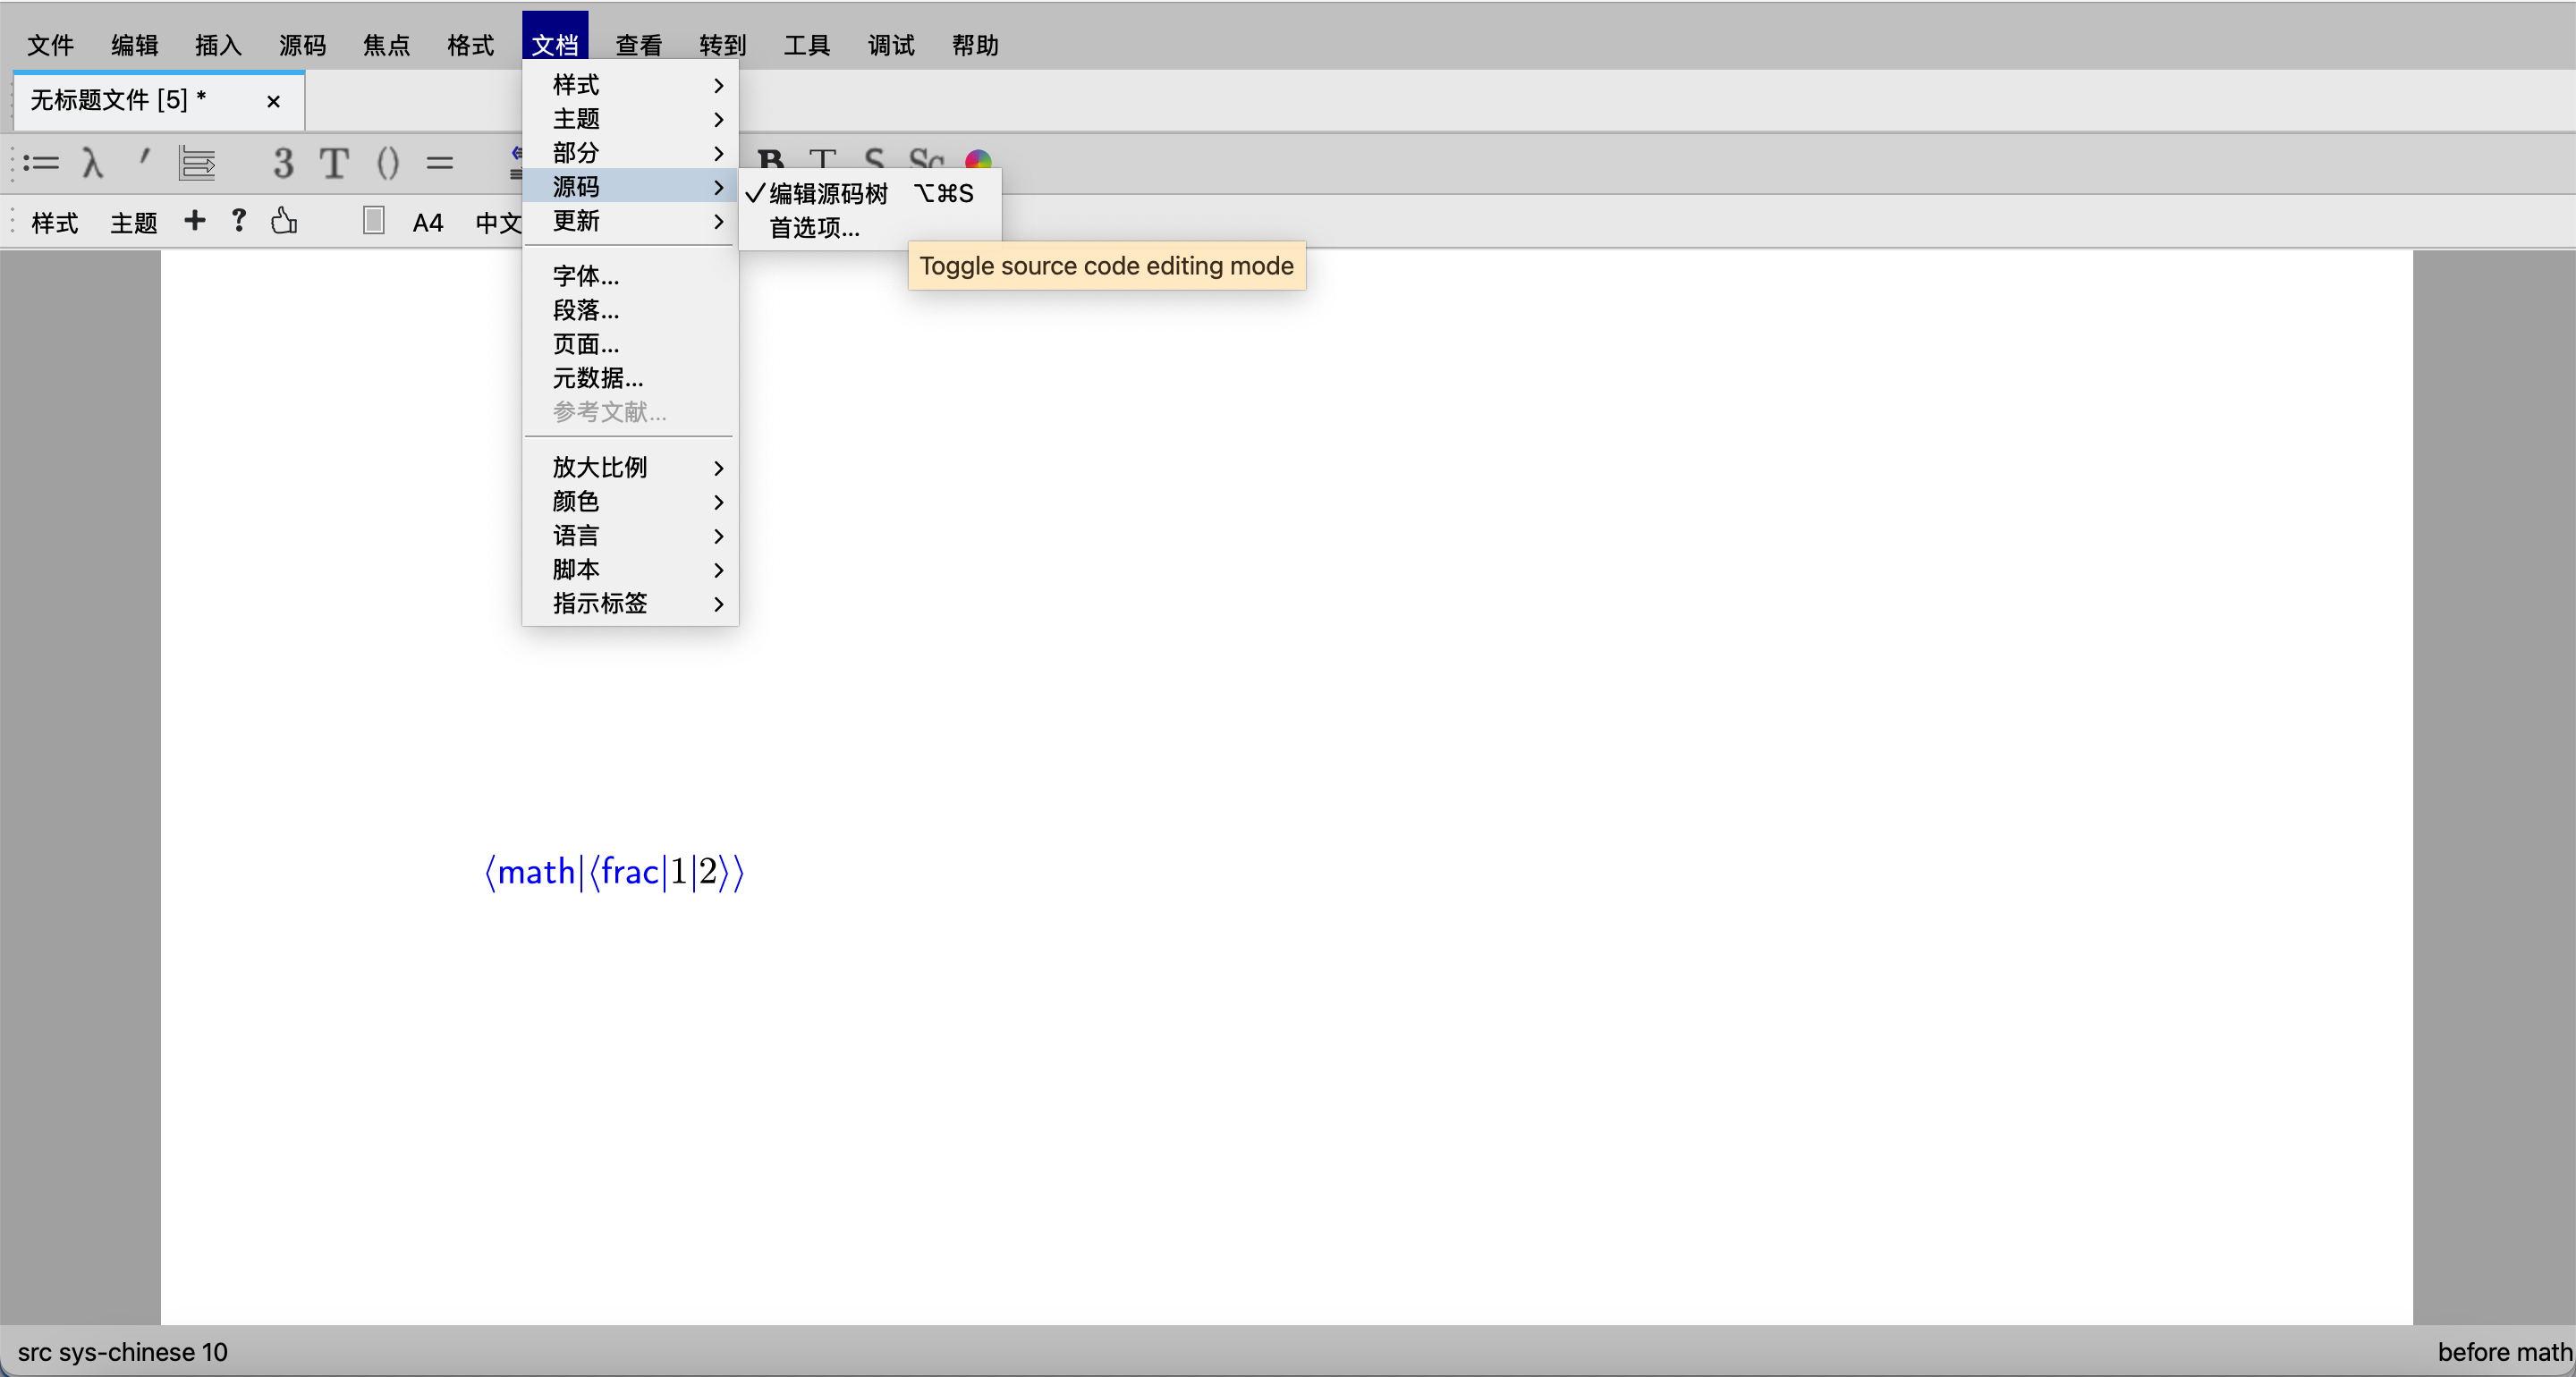 文件 编辑 插入 源码 焦点 格式 文档 查看 转到 工具 调试 帮助
无标题文件 [5] * ×
λ ′ 3 T () = B T S Sc
样式 主题 + ? A4 中文
样式
主题
部分
源码
更新
字体...
段落...
页面...
元数据...
参考文献...
放大比例
颜色
语言
脚本
指示标签
✓编辑源码树 ⌥⌘S
首选项...
Toggle source code editing mode
⟨math|⟨frac|1|2⟩⟩
src sys-chinese 10
before math